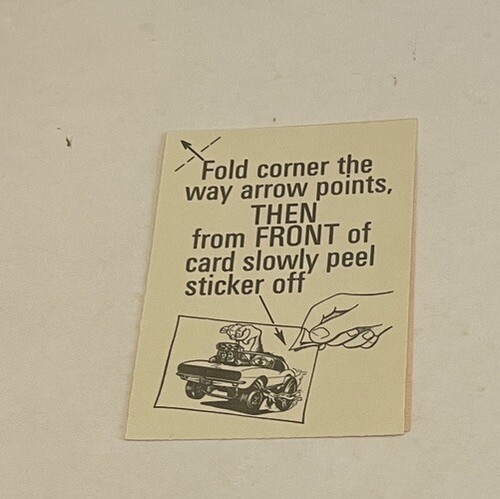 Fold corner the
way arrow points,
THEN
from FRONT of
card slowly peel
sticker off